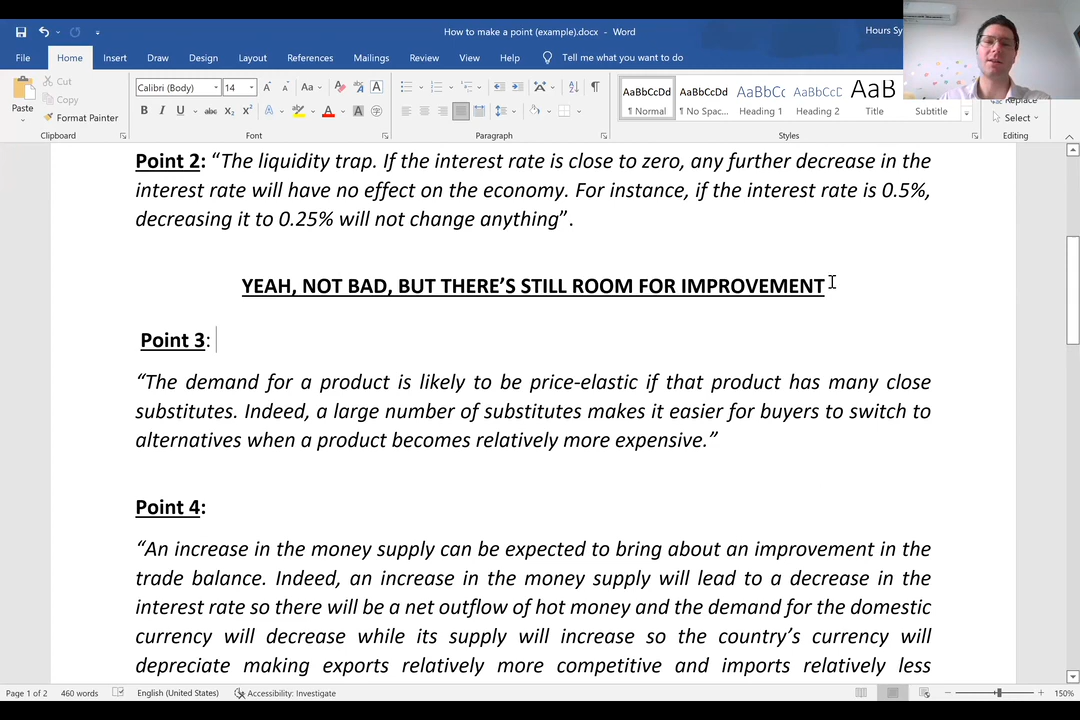 How to make a point (example).docx - Word
Hours Sy
File Home Insert Draw Design Layout References Mailings Review View Help Tell me what you want to do
Paste
Cut
Copy
Format Painter
Clipboard
Calibri (Body) 14
Font
Paragraph
AaBbCcDd AaBbCcDd AaBbCc AaBbCcD AaB
¶ Normal ¶ No Spac... Heading 1 Heading 2 Title Subtitle
Styles
Replace
Select
Editing
Point 2: “The liquidity trap. If the interest rate is close to zero, any further decrease in the
interest rate will have no effect on the economy. For instance, if the interest rate is 0.5%,
decreasing it to 0.25% will not change anything”.
YEAH, NOT BAD, BUT THERE’S STILL ROOM FOR IMPROVEMENT
Point 3:
“The demand for a product is likely to be price-elastic if that product has many close
substitutes. Indeed, a large number of substitutes makes it easier for buyers to switch to
alternatives when a product becomes relatively more expensive.”
Point 4:
“An increase in the money supply can be expected to bring about an improvement in the
trade balance. Indeed, an increase in the money supply will lead to a decrease in the
interest rate so there will be a net outflow of hot money and the demand for the domestic
currency will decrease while its supply will increase so the country’s currency will
depreciate making exports relatively more competitive and imports relatively less
Page 1 of 2 460 words English (United States) Accessibility: Investigate 150%